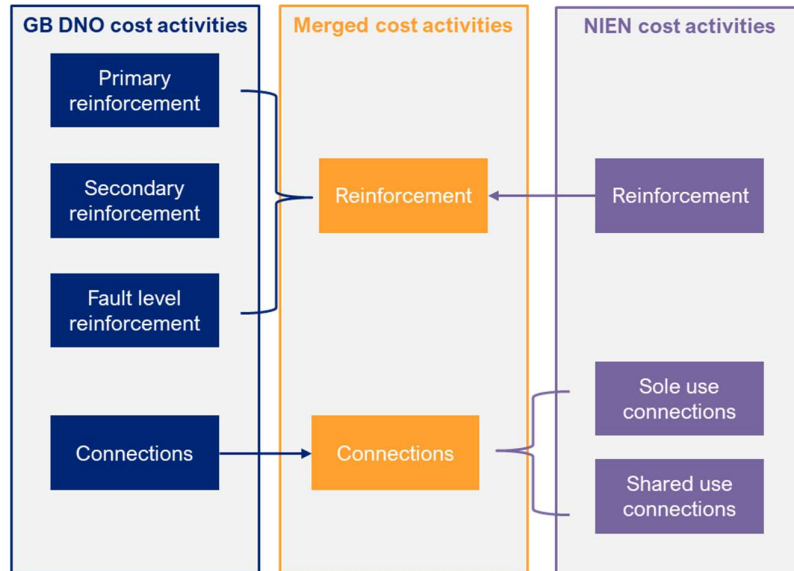 GB DNO cost activities
Primary
reinforcement
Secondary
reinforcement
Fault level
reinforcement
Connections
Merged cost activities
Reinforcement
Connections
NIEN cost activities
Reinforcement
Sole use
connections
Shared use
connections